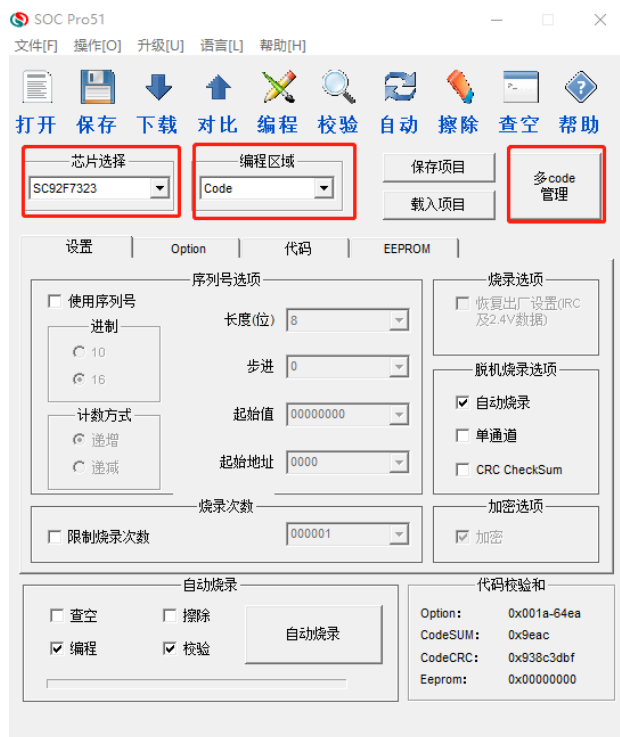 SOC Pro51
文件[F] 操作[O] 升级[U] 语言[L] 帮助[H]
打开 保存 下载 对比 编程 校验 自动 擦除 查空 帮助
芯片选择
SC92F7323
编程区域
Code
保存项目
载入项目
多code
管理
设置 Option 代码 EEPROM
序列号选项
使用序列号
进制
10
16
计数方式
递增
递减
长度(位) 8
步进 0
起始值 00000000
起始地址 0000
烧录次数
限制烧录次数 000001
烧录选项
恢复出厂设置(IRC
及2.4V数据)
脱机烧录选项
自动烧录
单通道
CRC CheckSum
加密选项
加密
自动烧录
查空 擦除
编程 校验
自动烧录
代码校验和
Option: 0x001a-64ea
CodeSUM: 0x9eac
CodeCRC: 0x938c3dbf
Eeprom: 0x00000000